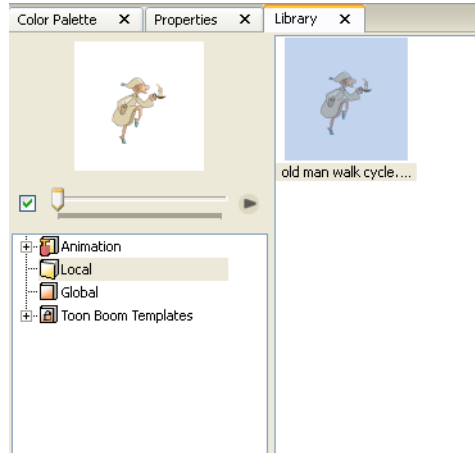 Color Palette X Properties X Library X
old man walk cycle....
Animation
Local
Global
Toon Boom Templates